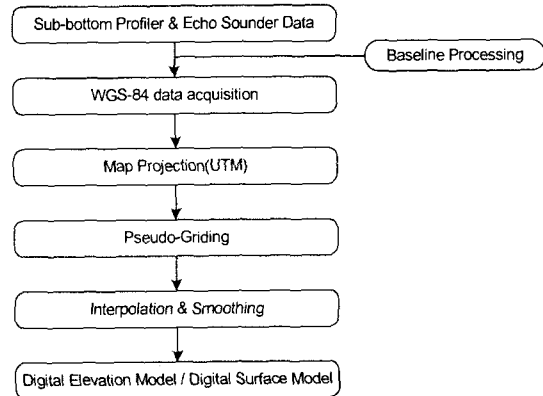 Sub-bottom Profiler & Echo Sounder Data
Baseline Processing
WGS-84 data acquisition
Map Projection(UTM)
Pseudo-Griding
Interpolation & Smoothing
Digital Elevation Model / Digital Surface Model